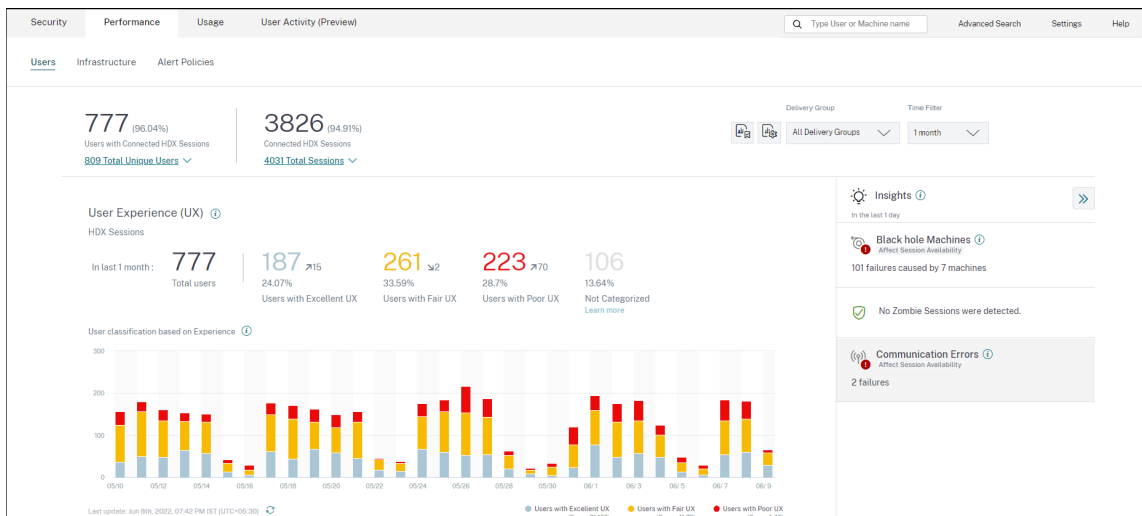 Security Performance Usage User Activity (Preview) Type User or Machine name Advanced Search Settings Help
Users Infrastructure Alert Policies
Delivery Group Time Filter
777 (96.04%) 3826 (94.91%)
All Delivery Groups 1 month
Users with Connected HDX Sessions Connected HDX Sessions
809 Total Unique Users 4031 Total Sessions
Insights
In the last 1 day
User Experience (UX)
HDX Sessions
Black hole Machines
Affect Session Availability
101 failures caused by 7 machines
In last 1 month : 777 187 15 261 2 223 70 106
Total users 24.07% 33.59% 28.7% 13.64%
Users with Excellent UX Users with Fair UX Users with Poor UX Not Categorized
Learn more
No Zombie Sessions were detected.
User classification based on Experience
Communication Errors
Affect Session Availability
2 failures
300
200
100
0
05/10 05/12 05/14 05/16 05/18 05/20 05/22 05/24 05/26 05/28 05/30 06/1 06/3 06/5 06/7 06/9
Last update: Jun 8th, 2022, 07:42 PM IST (UTC+05:30) Users with Excellent UX Users with Fair UX Users with Poor UX